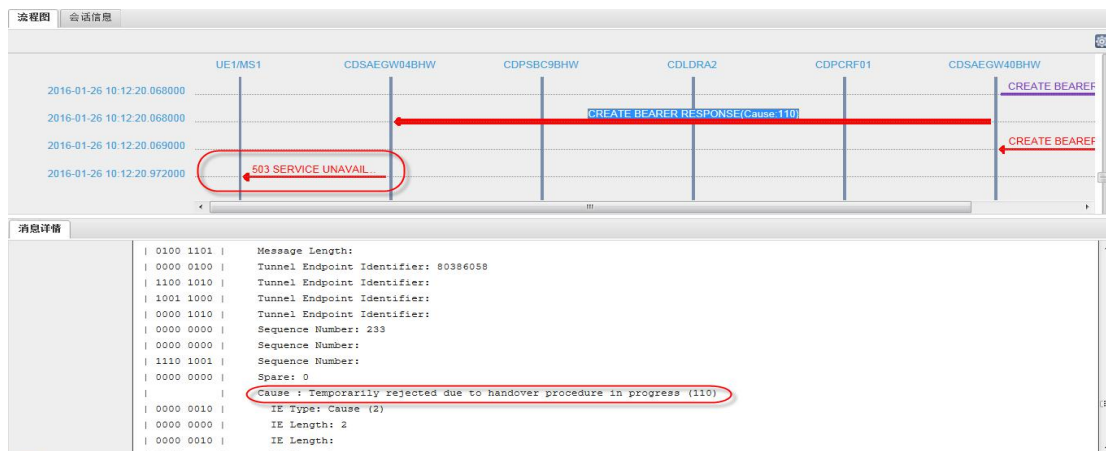 流程图 会话信息
UE1/MS1 CDSAEGW04BHW CDPSBC9BHW CDLDRA2 CDPCRF01 CDSAEGW40BHW
2016-01-26 10:12:20.068000 CREATE BEARER
2016-01-26 10:12:20.068000 CREATE BEARER RESPONSE(Cause:110)
2016-01-26 10:12:20.069000 CREATE BEARER
2016-01-26 10:12:20.972000 503 SERVICE UNAVAIL...
消息详情
| 0100 1101 | Message Length:
| 0000 0100 | Tunnel Endpoint Identifier: 80386058
| 1100 1010 | Tunnel Endpoint Identifier:
| 1001 1000 | Tunnel Endpoint Identifier:
| 0000 1010 | Tunnel Endpoint Identifier:
| 0000 0000 | Sequence Number: 233
| 0000 0000 | Sequence Number:
| 1110 1001 | Sequence Number:
| 0000 0000 | Spare: 0
| | Cause : Temporarily rejected due to handover procedure in progress (110)
| 0000 0010 | IE Type: Cause (2)
| 0000 0000 | IE Length: 2
| 0000 0010 | IE Length: